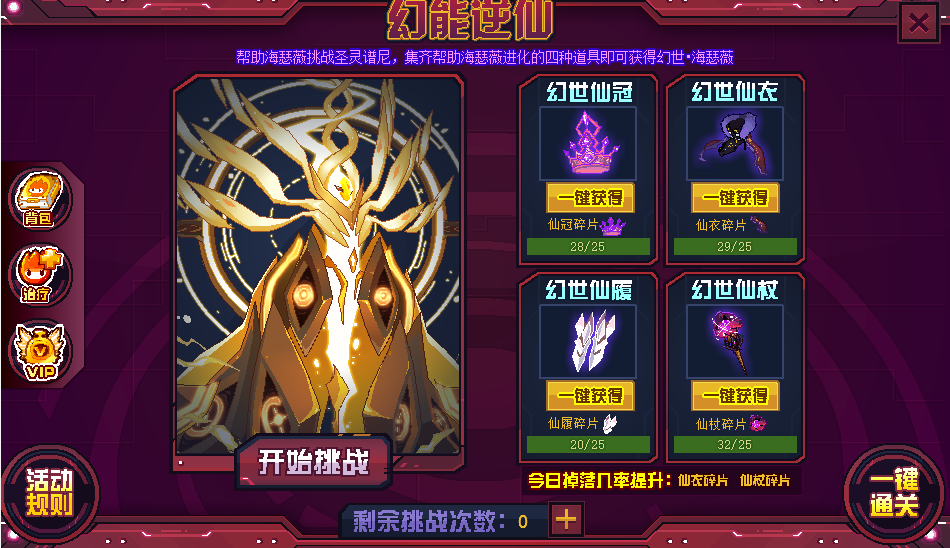 幻能逆仙
帮助海瑟薇挑战圣灵谱尼，集齐帮助海瑟薇进化的四种道具即可获得幻世·海瑟薇
幻世仙冠
一键获得
仙冠碎片
28/25
幻世仙衣
一键获得
仙衣碎片
29/25
幻世仙履
一键获得
仙履碎片
20/25
幻世仙杖
一键获得
仙杖碎片
32/25
背包
治疗
VIP
开始挑战
今日掉落几率提升：仙衣碎片 仙杖碎片
活动
规则
一键
通关
剩余挑战次数：0